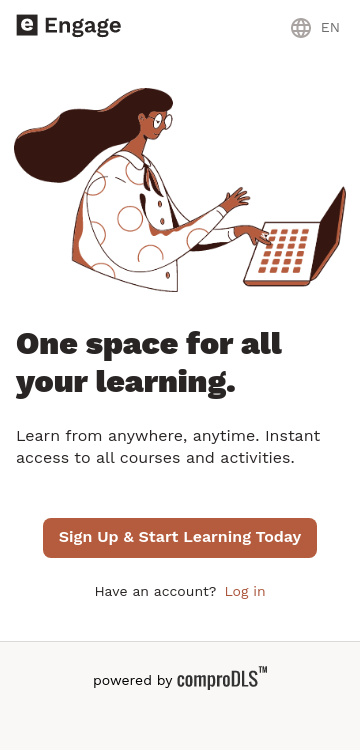 e Engage
EN
One space for all
your learning.
Learn from anywhere, anytime. Instant
access to all courses and activities.
Sign Up & Start Learning Today
Have an account? Log in
powered by comproDLS™